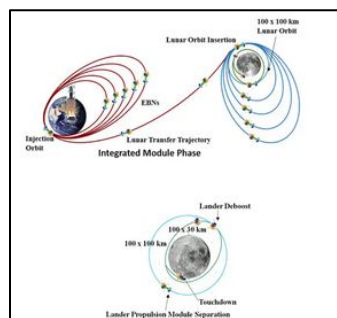 Lunar Orbit Insertion
100 x 100 km
Lunar Orbit
EBNs
Injection
Orbit
Lunar Transfer Trajectory
Integrated Module Phase
Lander Deboost
100 x 30 km
100 x 100 km
Touchdown
Lander Propulsion Module Separation